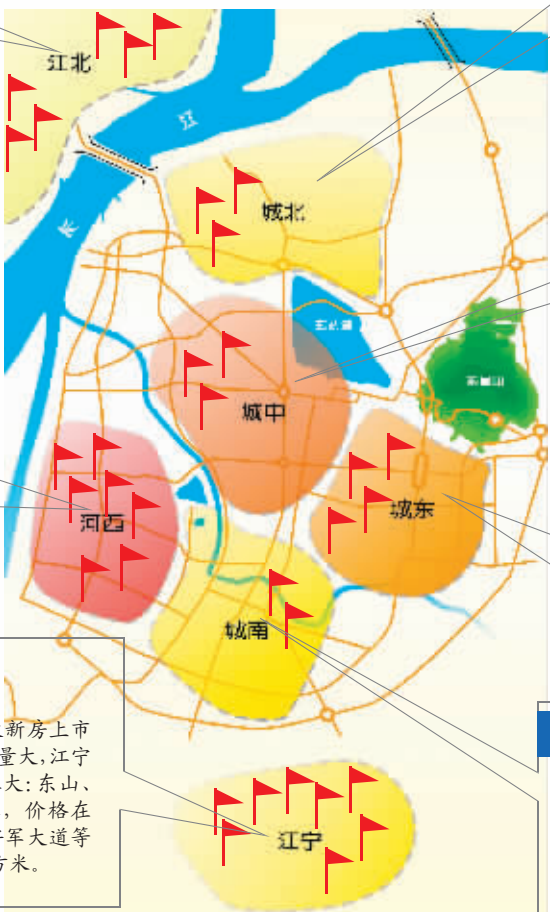 江北
江
长
城北
城中
城东
河西
城南
新房上市
量大,江宁
大:东山、
,价格在
军大道等
方米。
江宁